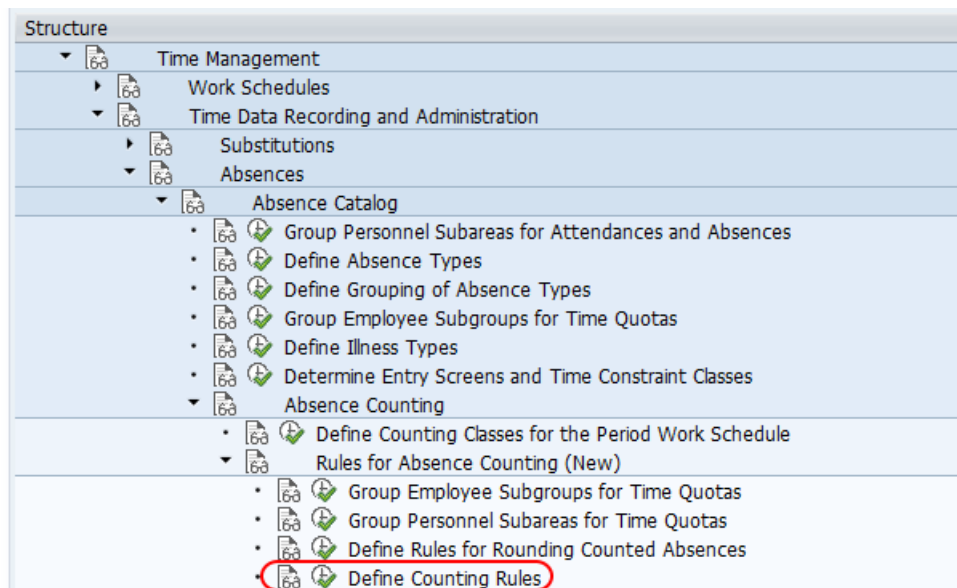 Structure
Time Management
Work Schedules
Time Data Recording and Administration
Substitutions
Absences
Absence Catalog
Group Personnel Subareas for Attendances and Absences
Define Absence Types
Define Grouping of Absence Types
Group Employee Subgroups for Time Quotas
Define Illness Types
Determine Entry Screens and Time Constraint Classes
Absence Counting
Define Counting Classes for the Period Work Schedule
Rules for Absence Counting (New)
Group Employee Subgroups for Time Quotas
Group Personnel Subareas for Time Quotas
Define Rules for Rounding Counted Absences
Define Counting Rules